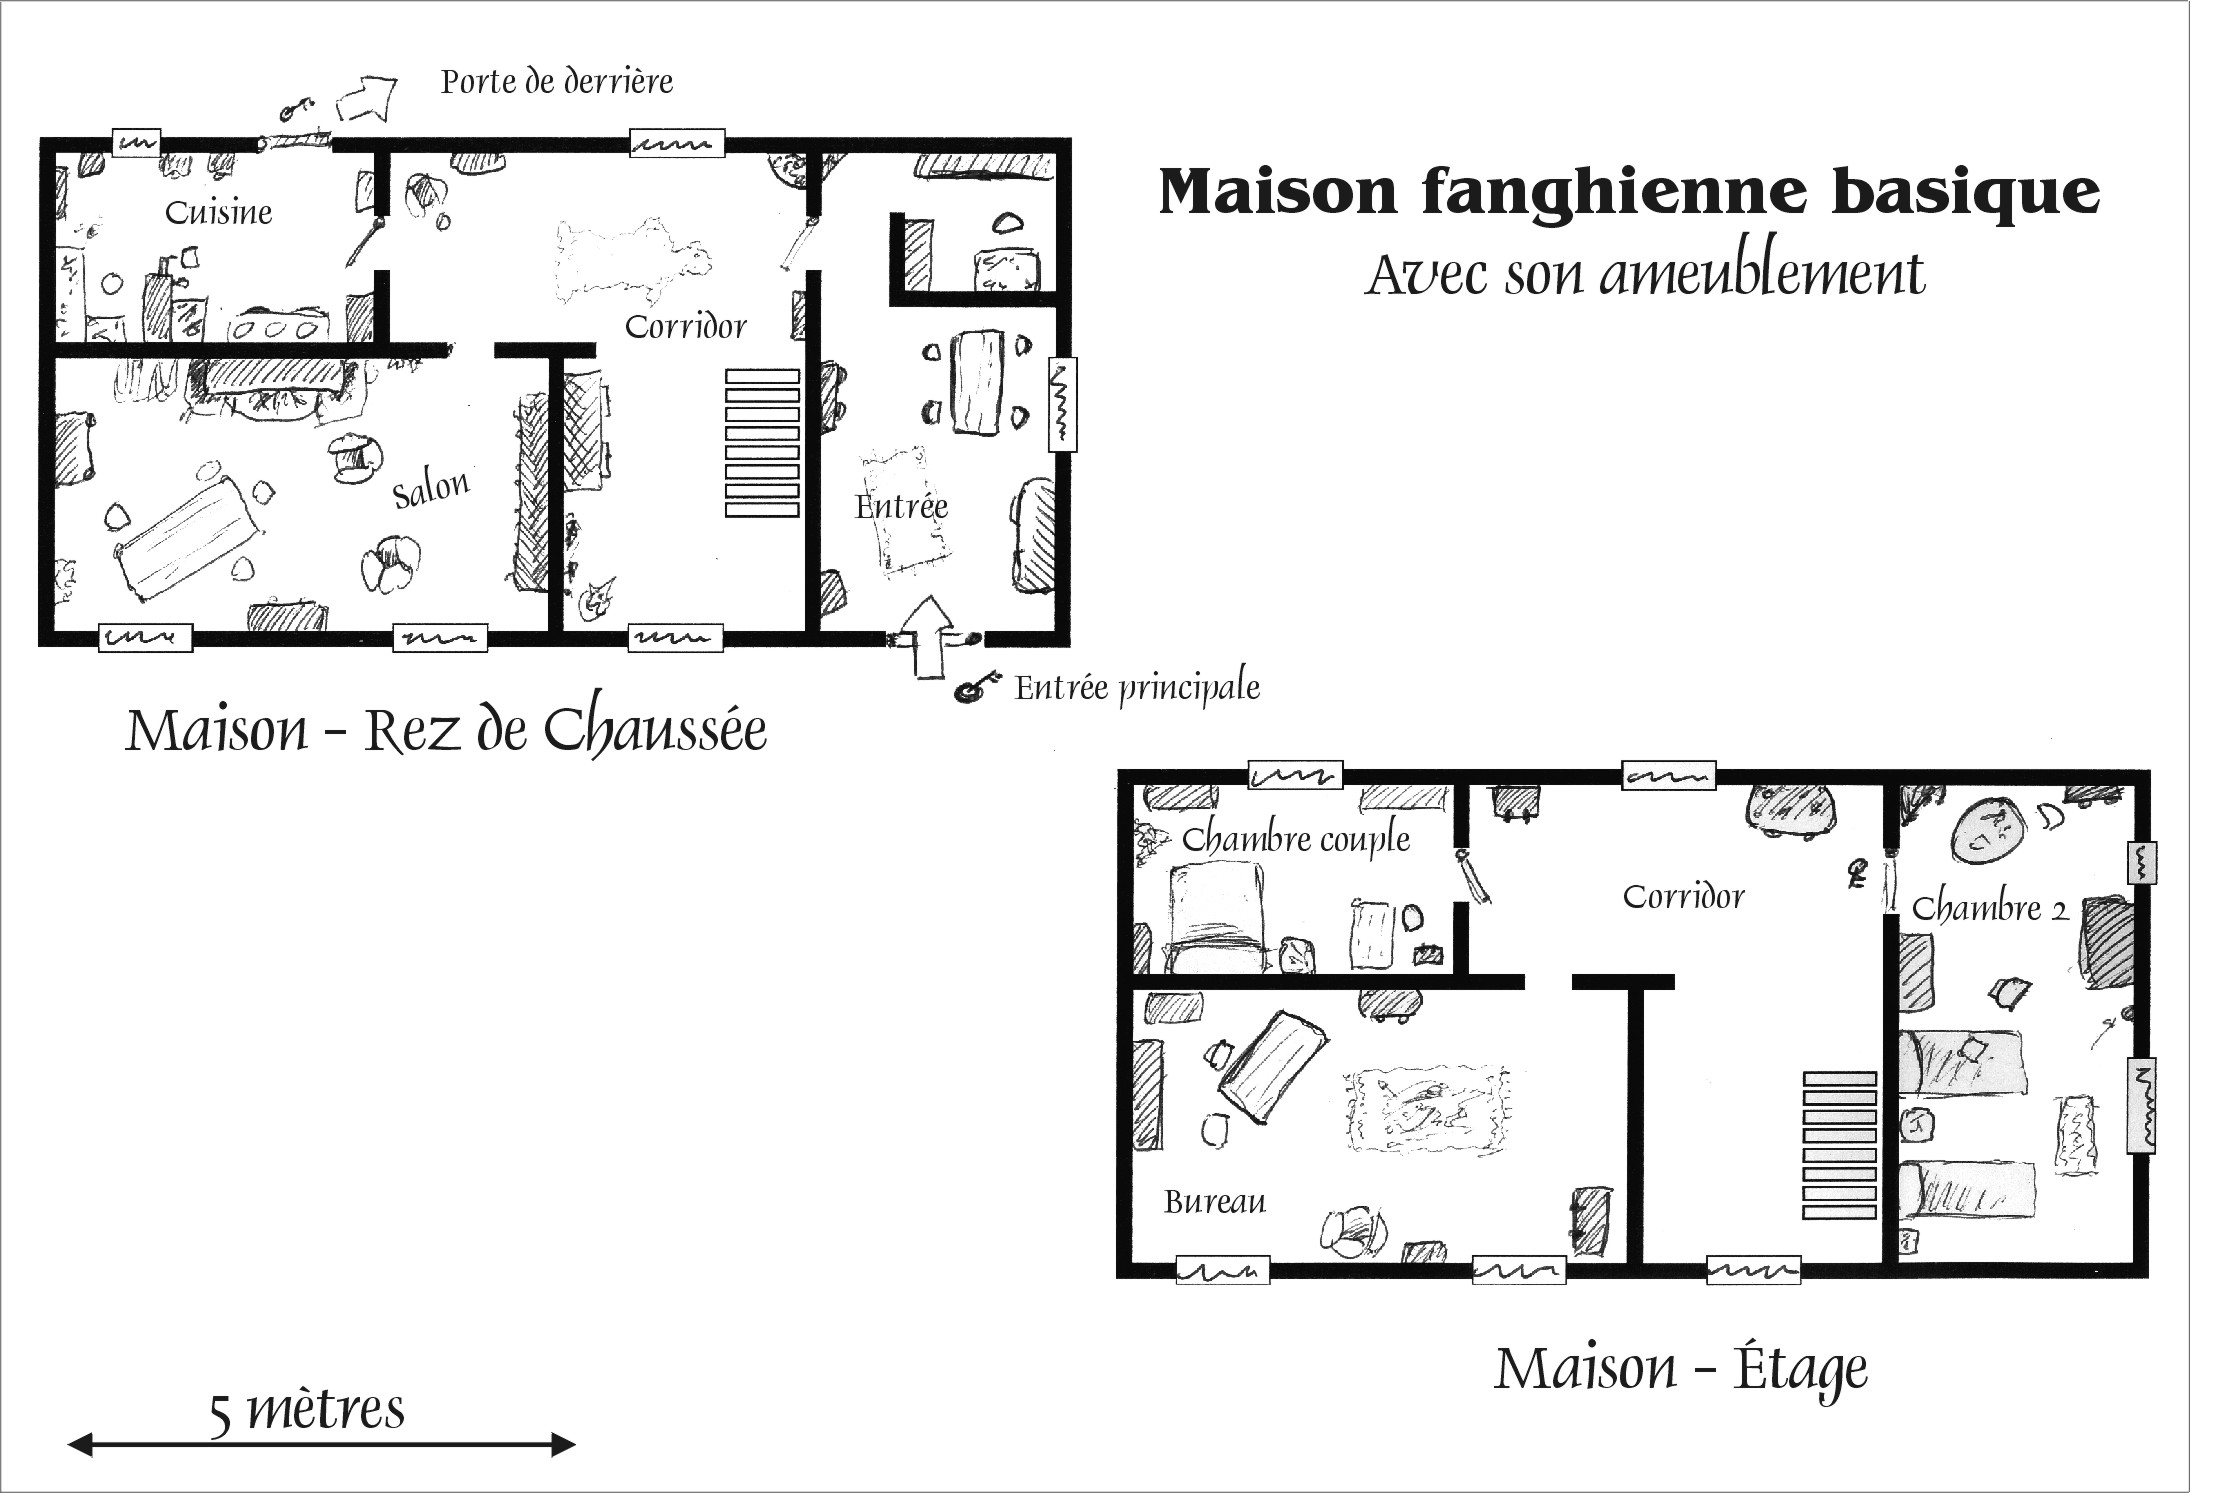 Porte de derrière
Maison fanghienne basique
Avec son ameublement
Cuisine
Corridor
Salon
Entrée
Entrée principale
Maison - Rez de Chaussée
Chambre couple
Corridor
Chambre 2
Bureau
Maison - Étage
5 mètres